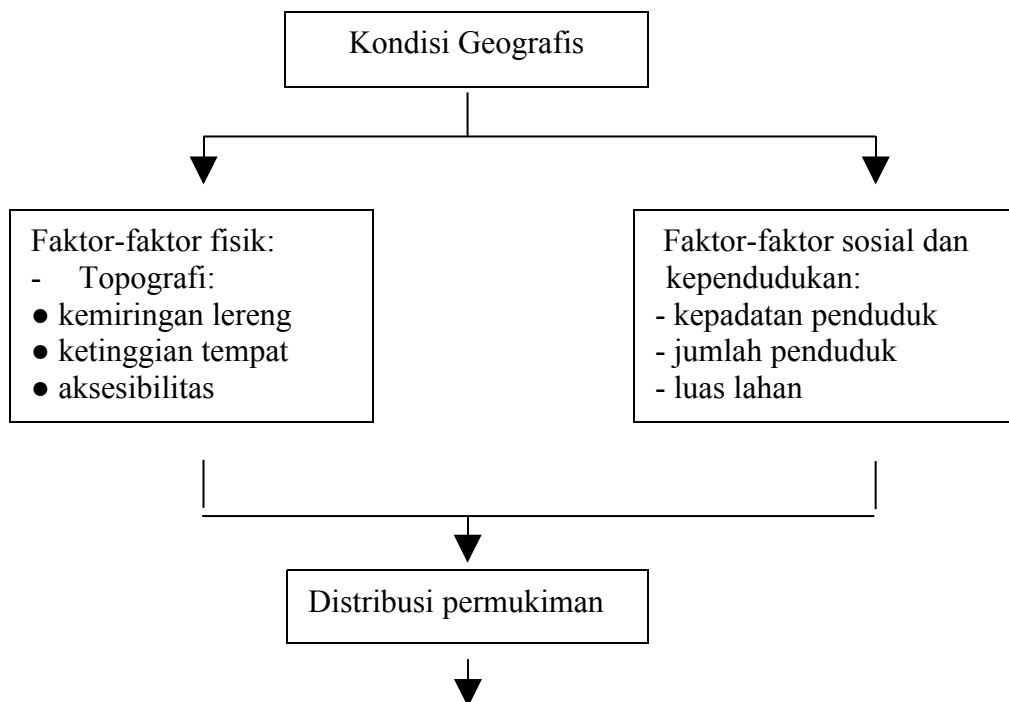 Kondisi Geografis
Faktor-faktor fisik:
- Topografi:
● kemiringan lereng
● ketinggian tempat
● aksesibilitas
Faktor-faktor sosial dan
kependudukan:
- kepadatan penduduk
- jumlah penduduk
- luas lahan
Distribusi permukiman